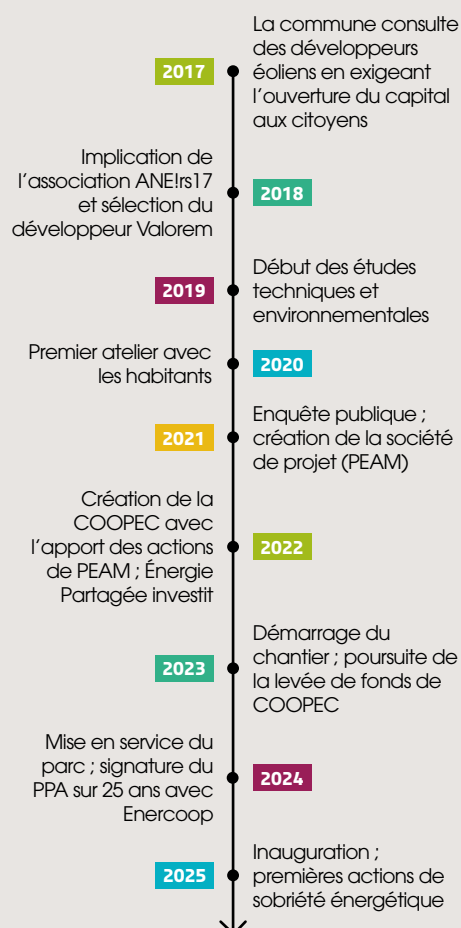 2017
La commune consulte
des développeurs
éoliens en exigeant
l'ouverture du capital
aux citoyens
Implication de
l'association ANE!rs17
et sélection du
développeur Valorem
2018
2019
Début des études
techniques et
environnementales
Premier atelier avec
les habitants
2020
2021
Enquête publique ;
création de la société
de projet (PEAM)
Création de la
COOPEC avec
l'apport des actions
de PEAM ; Énergie
Partagée investit
2022
2023
Démarrage du
chantier ; poursuite de
la levée de fonds de
COOPEC
Mise en service du
parc ; signature du
PPA sur 25 ans avec
Enercoop
2024
2025
Inauguration ;
premières actions de
sobriété énergétique